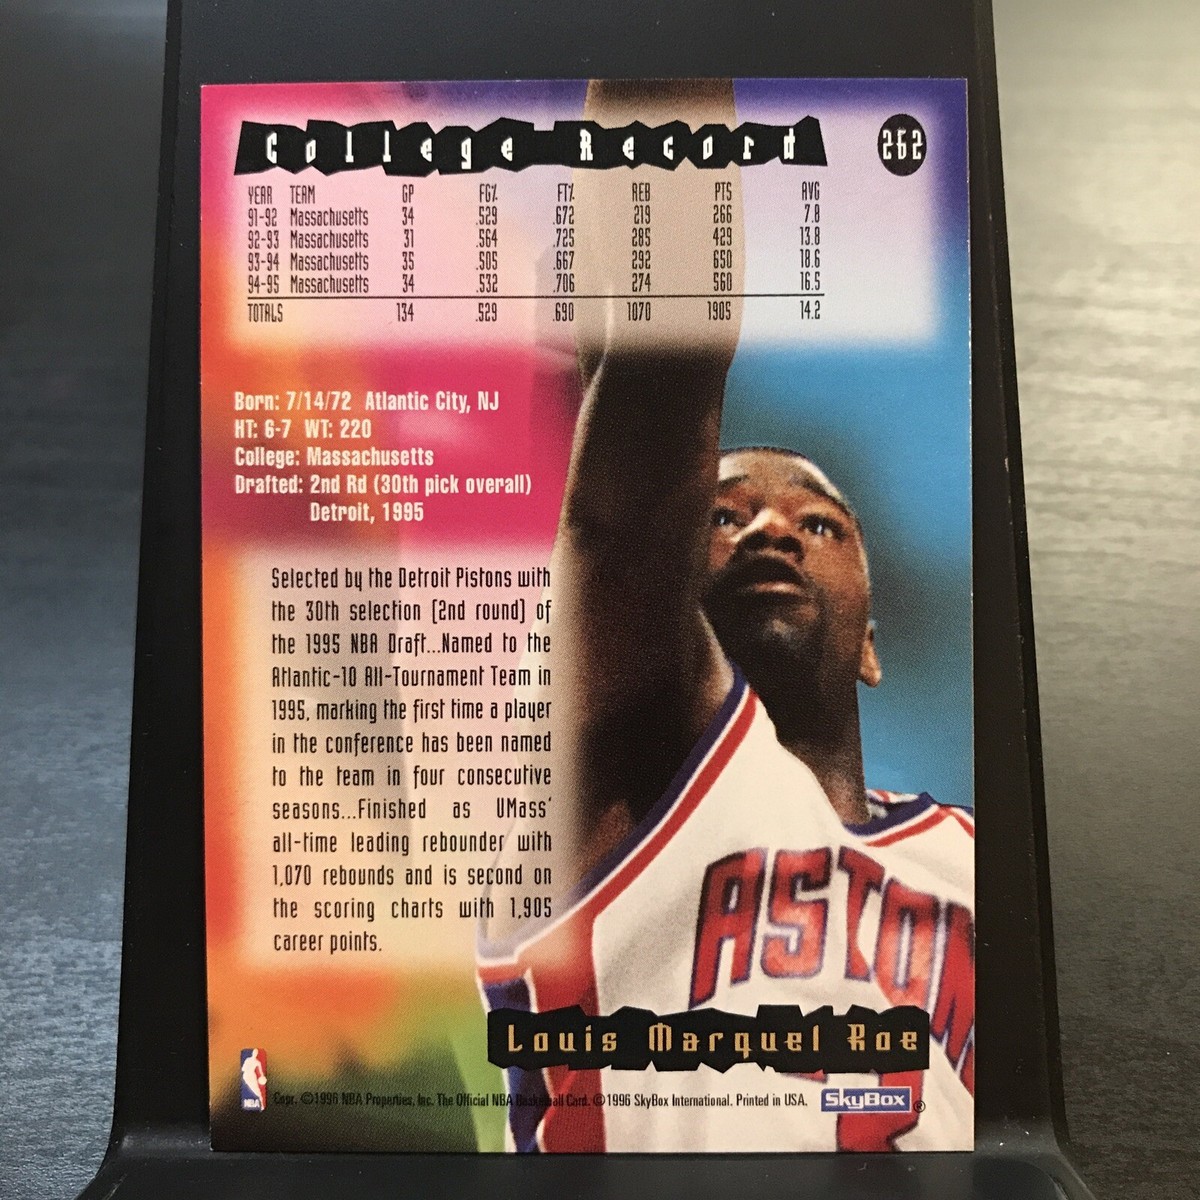 College Record
262
YEAR TEAM GP FG% FT% REB PTS AVG
91-92 Massachusetts 34 .529 .672 219 266 7.8
92-93 Massachusetts 31 .564 .725 285 429 13.8
93-94 Massachusetts 35 .505 .667 292 650 18.6
94-95 Massachusetts 34 .532 .706 274 560 16.5
TOTALS 134 .529 .690 1070 1905 14.2
Born: 7/14/72 Atlantic City, NJ
HT: 6-7 WT: 220
College: Massachusetts
Drafted: 2nd Rd (30th pick overall)
Detroit, 1995
Selected by the Detroit Pistons with
the 30th selection (2nd round) of
the 1995 NBA Draft...Named to the
Atlantic-10 All-Tournament Team in
1995, marking the first time a player
in the conference has been named
to the team in four consecutive
seasons...Finished as UMass'
all-time leading rebounder with
1,070 rebounds and is second on
the scoring charts with 1,905
career points.
ASTON
Louis Marquel Roe
NBA
Copr. ©1996 NBA Properties, Inc. The Official NBA Basketball Card. ©1996 SkyBox International. Printed in USA.
SkyBox ®